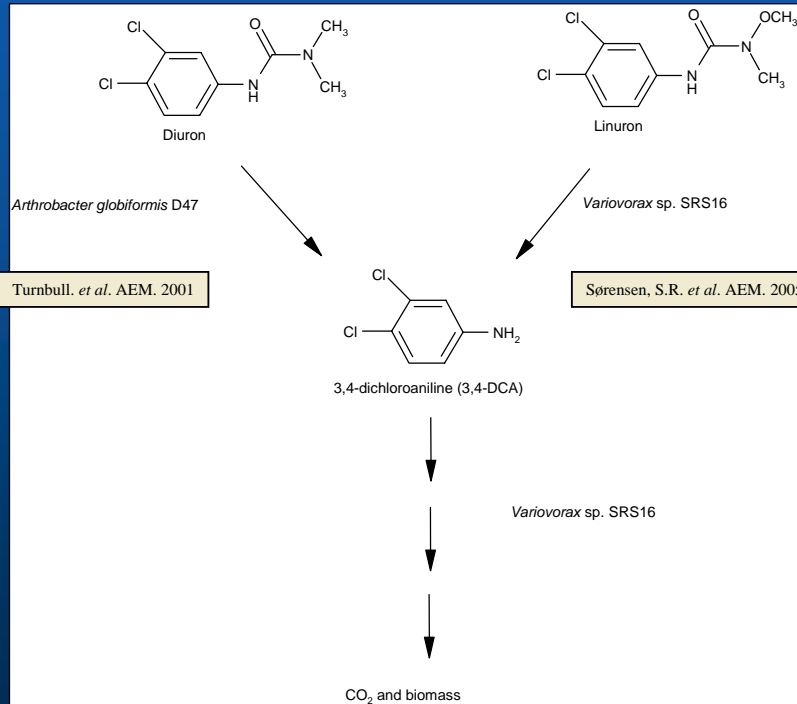 Cl
Cl
O
N
H
N
CH3
CH3
Diuron
Cl
Cl
O
N
H
N
OCH3
CH3
Linuron
Arthrobacter globiformis D47
Variovorax sp. SRS16
Turnbull. et al. AEM. 2001
Sørensen, S.R. et al. AEM. 200
Cl
Cl
NH2
3,4-dichloroaniline (3,4-DCA)
Variovorax sp. SRS16
CO2 and biomass